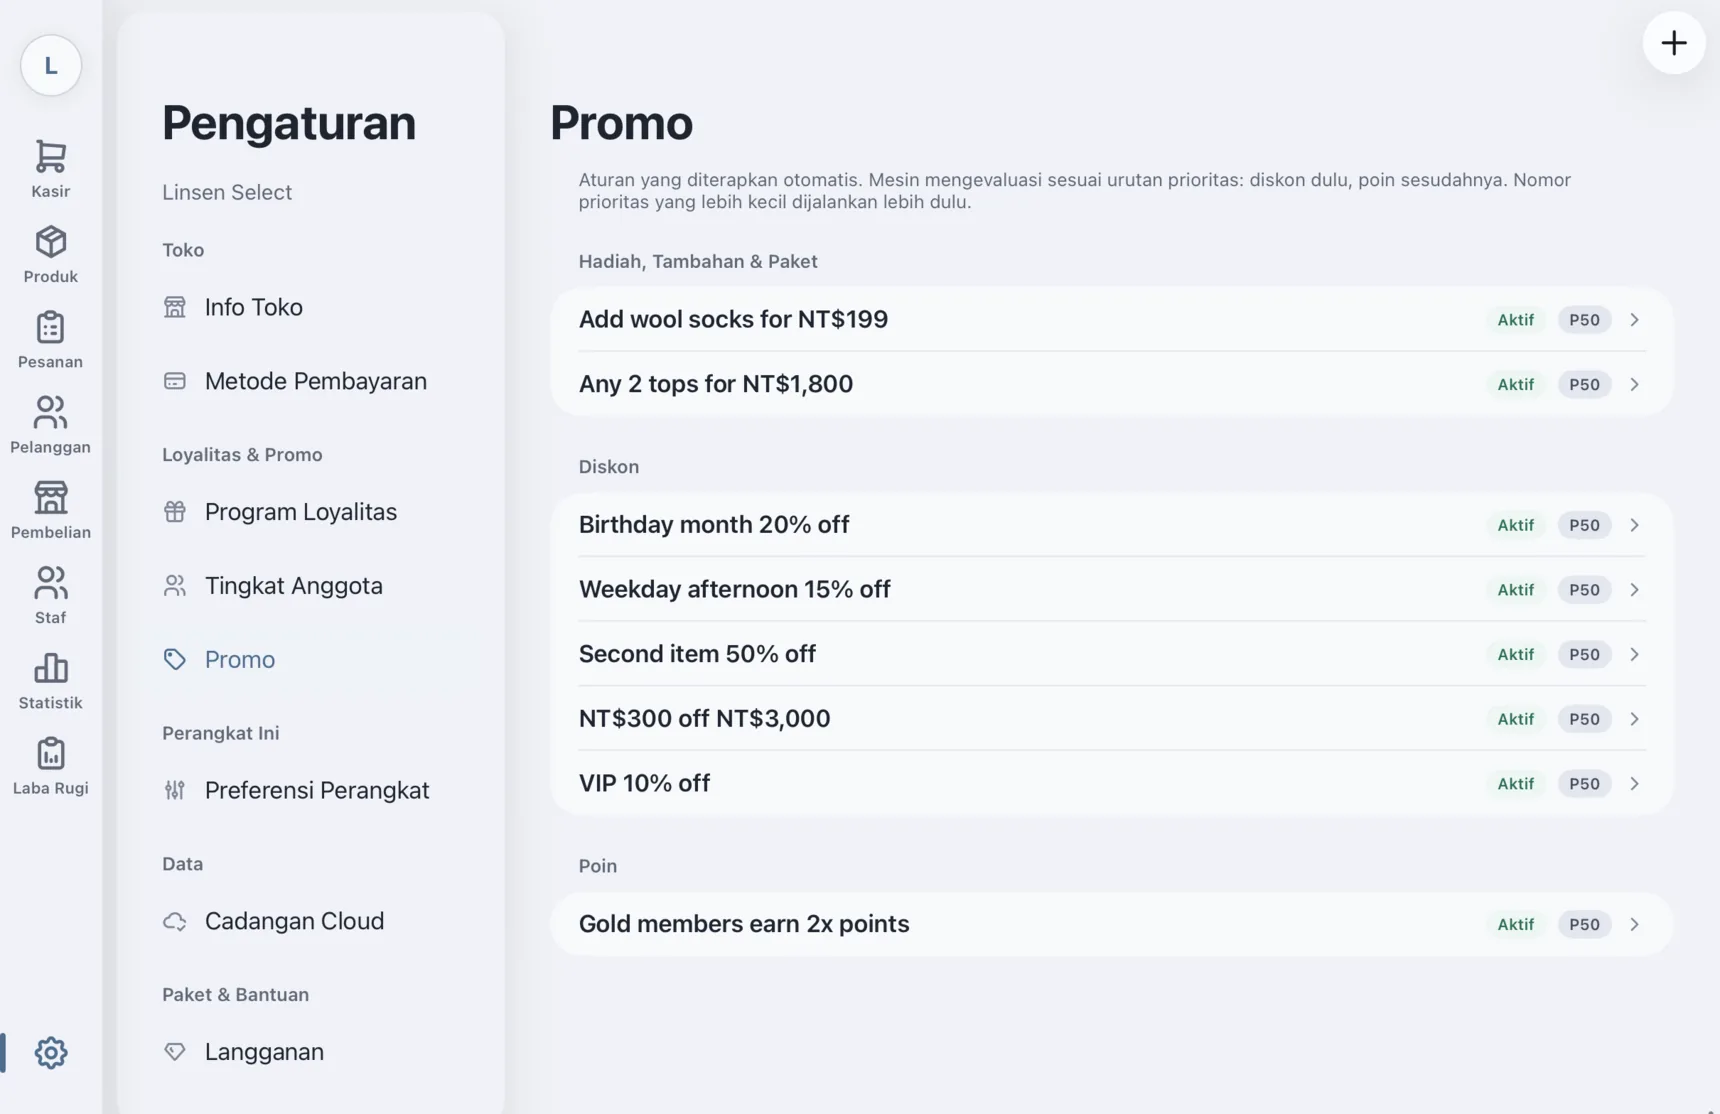 L
Kasir
Produk
Pesanan
Pelanggan
Pembelian
Staf
Statistik
Laba Rugi
Pengaturan
Linsen Select
Toko
Info Toko
Metode Pembayaran
Loyalitas & Promo
Program Loyalitas
Tingkat Anggota
Promo
Perangkat Ini
Preferensi Perangkat
Data
Cadangan Cloud
Paket & Bantuan
Langganan
Promo
Aturan yang diterapkan otomatis. Mesin mengevaluasi sesuai urutan prioritas: diskon dulu, poin sesudahnya. Nomor
prioritas yang lebih kecil dijalankan lebih dulu.
Hadiah, Tambahan & Paket
Add wool socks for NT$199 Aktif P50
Any 2 tops for NT$1,800 Aktif P50
Diskon
Birthday month 20% off Aktif P50
Weekday afternoon 15% off Aktif P50
Second item 50% off Aktif P50
NT$300 off NT$3,000 Aktif P50
VIP 10% off Aktif P50
Poin
Gold members earn 2x points Aktif P50